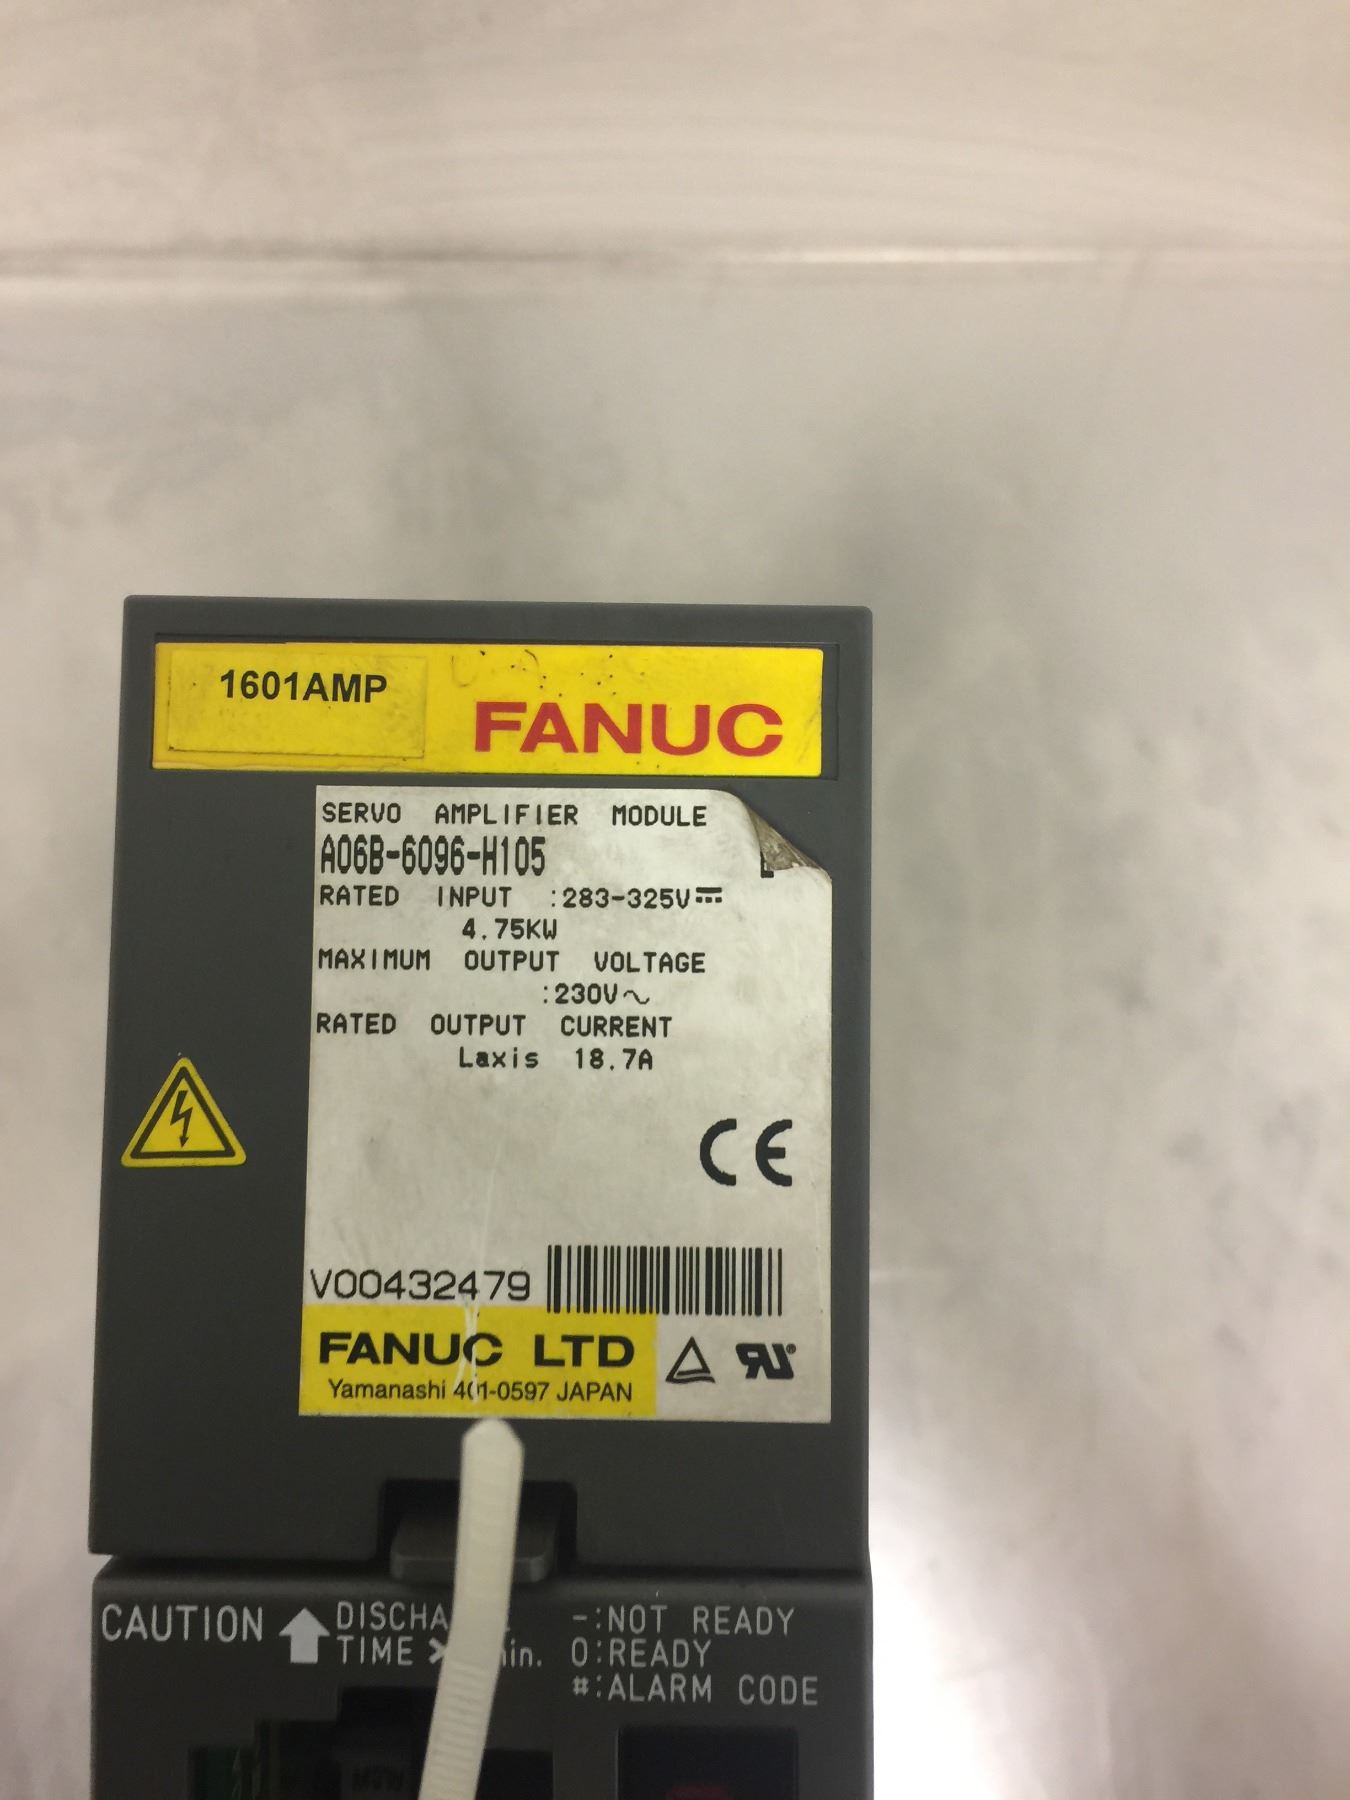 1601AMP
FANUC
SERVO AMPLIFIER MODULE
A06B-6096-H105
RATED INPUT :283-325V⎓
4.75KW
MAXIMUM OUTPUT VOLTAGE
:230V～
RATED OUTPUT CURRENT
Laxis 18.7A
CE
V00432479
FANUC LTD
Yamanashi 401-0597 JAPAN
CAUTION
-:NOT READY
TIME
0:READY
#:ALARM CODE